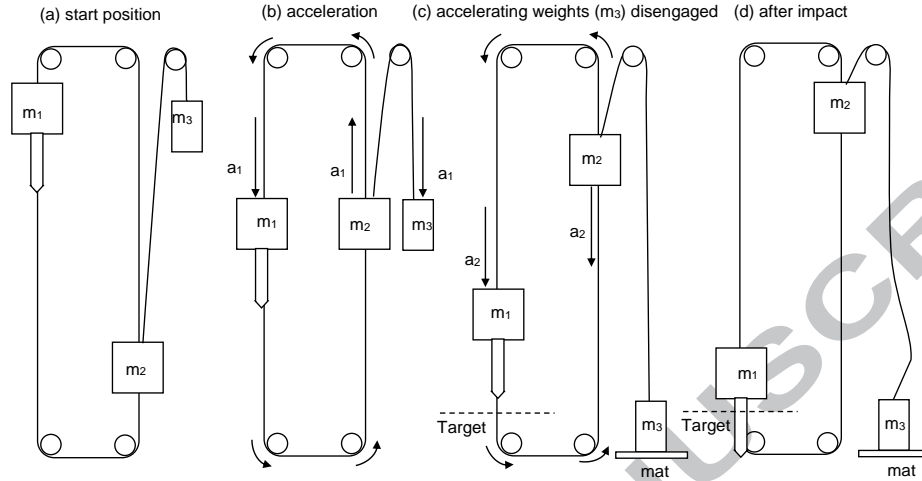 (a) start position
(b) acceleration
(c) accelerating weights (m₃) disengaged
(d) after impact
m₁
m₃
m₂
a₁
a₁
a₁
m₁
m₂
m₃
m₂
a₂
a₂
m₁
Target
m₃
mat
m₂
m₁
Target
m₃
mat
USCR